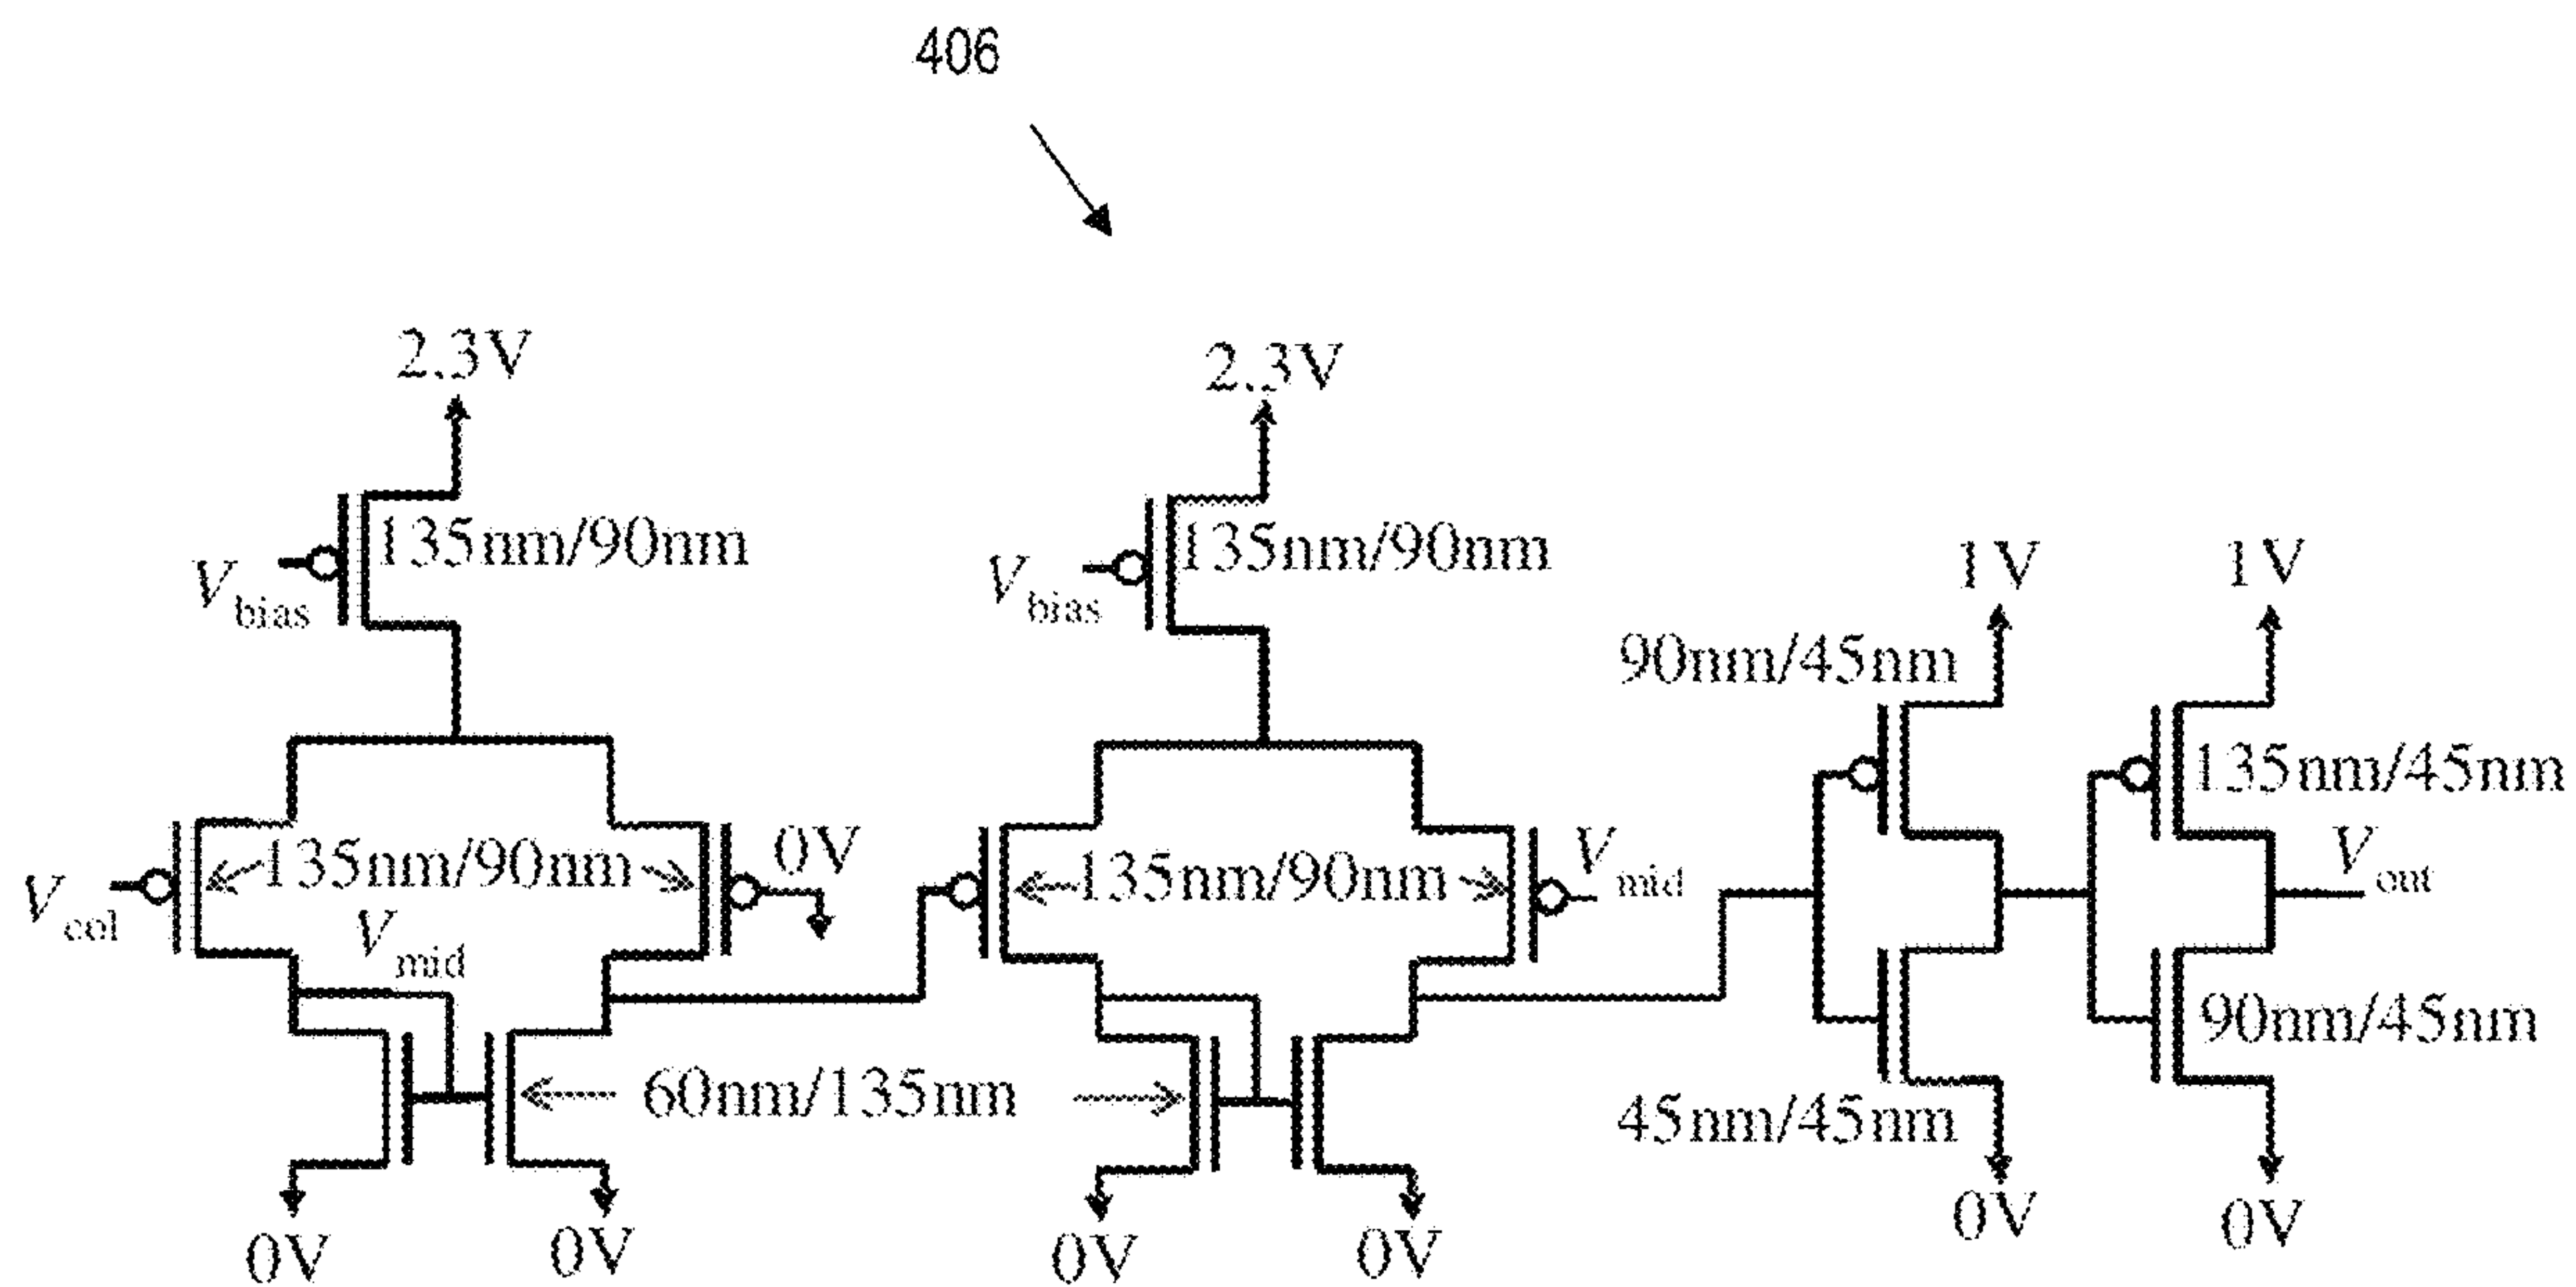 406
2.3V
2.3V
135nm/90nm
135nm/90nm
V bias
V bias
1V
1V
90nm/45nm
135nm/45nm
V col
135nm/90nm
0V
V mid
135nm/90nm
V mid
V out
60nm/135nm
90nm/45nm
45nm/45nm
0V
0V
0V
0V
0V
0V